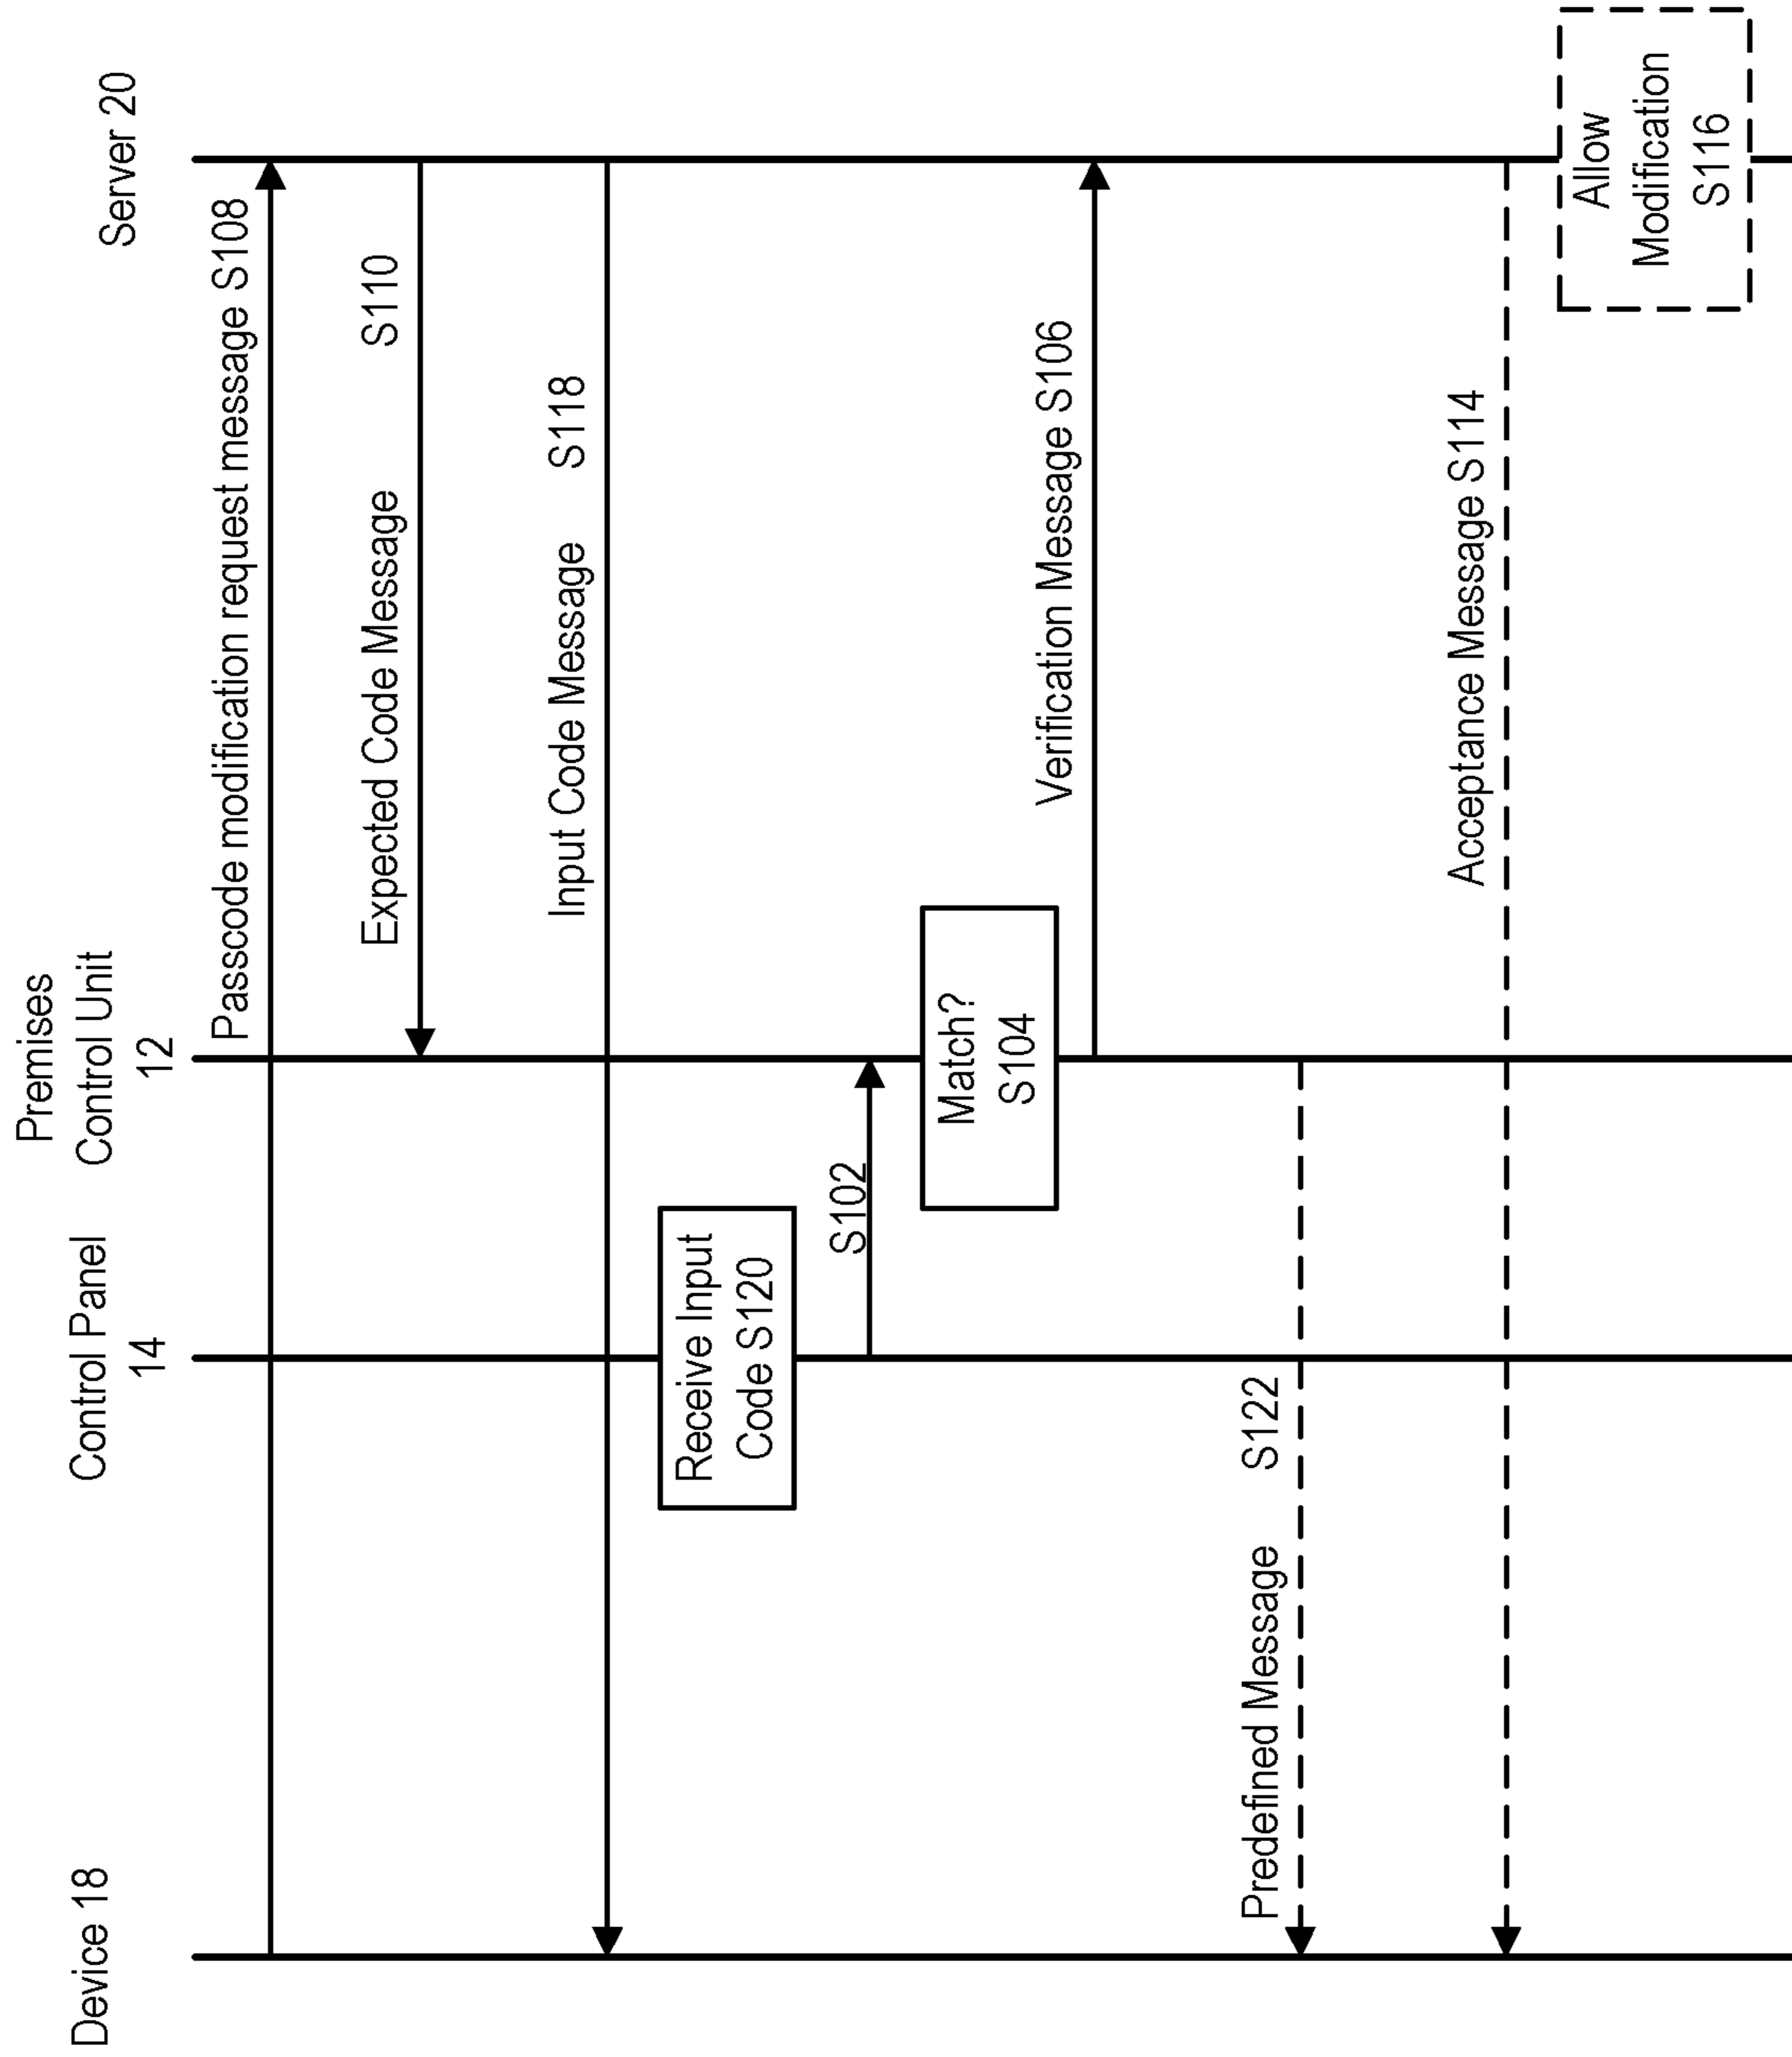 Device 18
Control Panel
14
Premises
Control Unit
12
Server 20
Passcode modification request message S108
Expected Code Message S110
Input Code Message S118
Receive Input
Code S120
S102
Match?
S104
Verification Message S106
Predefined Message S122
Acceptance Message S114
Allow
Modification
S116